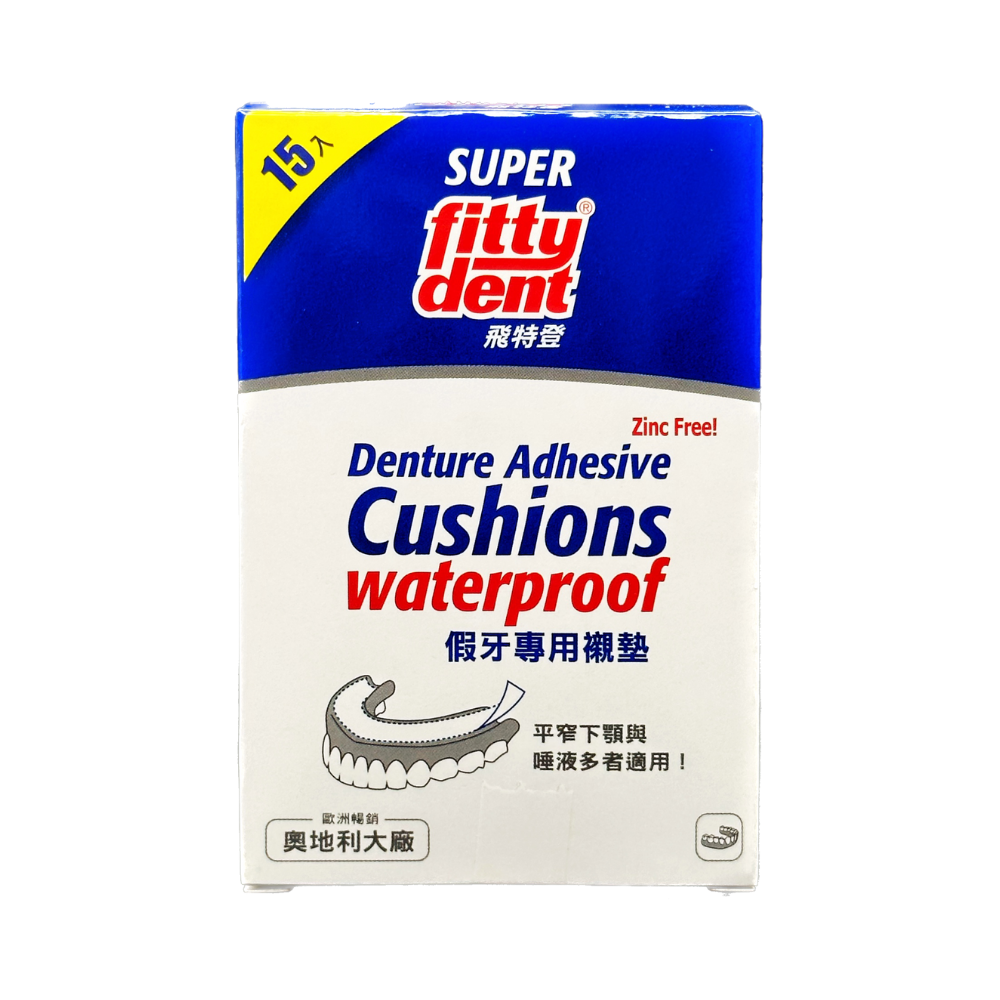 15入
SUPER
fitty®
dent
飛特登
Zinc Free!
Denture Adhesive
Cushions
waterproof
假牙專用襯墊
平窄下顎與
唾液多者適用！
歐洲暢銷
奧地利大廠